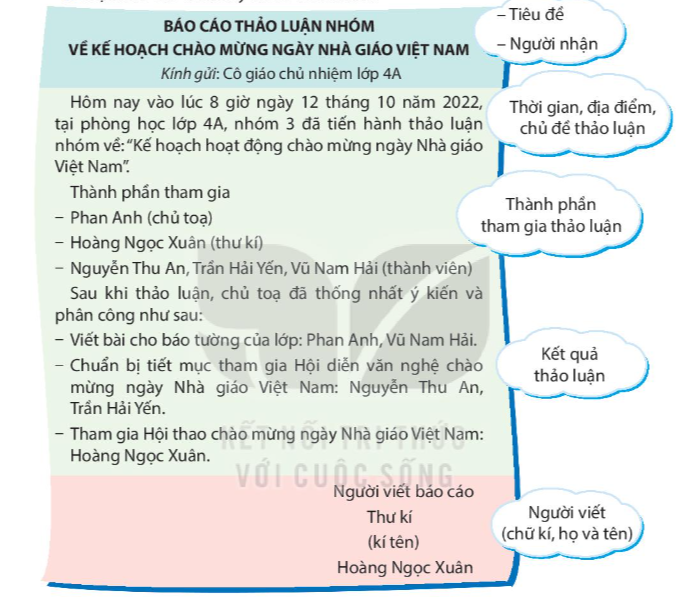 BÁO CÁO THẢO LUẬN NHÓM
VỀ KẾ HOẠCH CHÀO MỪNG NGÀY NHÀ GIÁO VIỆT NAM
Kính gửi: Cô giáo chủ nhiệm lớp 4A
– Tiêu đề
– Người nhận
Hôm nay vào lúc 8 giờ ngày 12 tháng 10 năm 2022,
tại phòng học lớp 4A, nhóm 3 đã tiến hành thảo luận
nhóm về: “Kế hoạch hoạt động chào mừng ngày Nhà giáo
Việt Nam”.
Thời gian, địa điểm,
chủ đề thảo luận
Thành phần tham gia
– Phan Anh (chủ toạ)
– Hoàng Ngọc Xuân (thư kí)
– Nguyễn Thu An, Trần Hải Yến, Vũ Nam Hải (thành viên)
Thành phần
tham gia thảo luận
Sau khi thảo luận, chủ toạ đã thống nhất ý kiến và
phân công như sau:
– Viết bài cho báo tường của lớp: Phan Anh, Vũ Nam Hải.
– Chuẩn bị tiết mục tham gia Hội diễn văn nghệ chào
mừng ngày Nhà giáo Việt Nam: Nguyễn Thu An,
Trần Hải Yến.
– Tham gia Hội thao chào mừng ngày Nhà giáo Việt Nam:
Hoàng Ngọc Xuân.
Kết quả
thảo luận
KẾT NỐI TRI THỨC
VỚI CUỘC SỐNG
Người viết báo cáo
Thư kí
(kí tên)
Hoàng Ngọc Xuân
Người viết
(chữ kí, họ và tên)